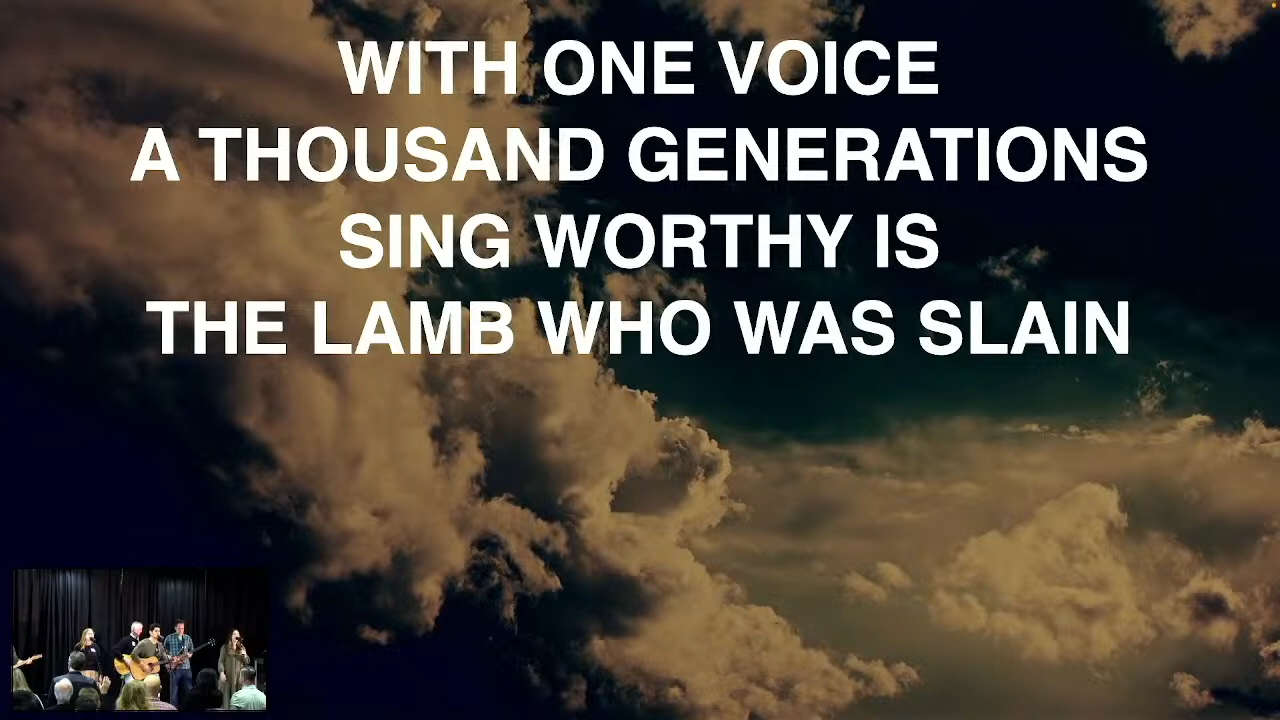 WITH ONE VOICE
A THOUSAND GENERATIONS
SING WORTHY IS
THE LAMB WHO WAS SLAIN